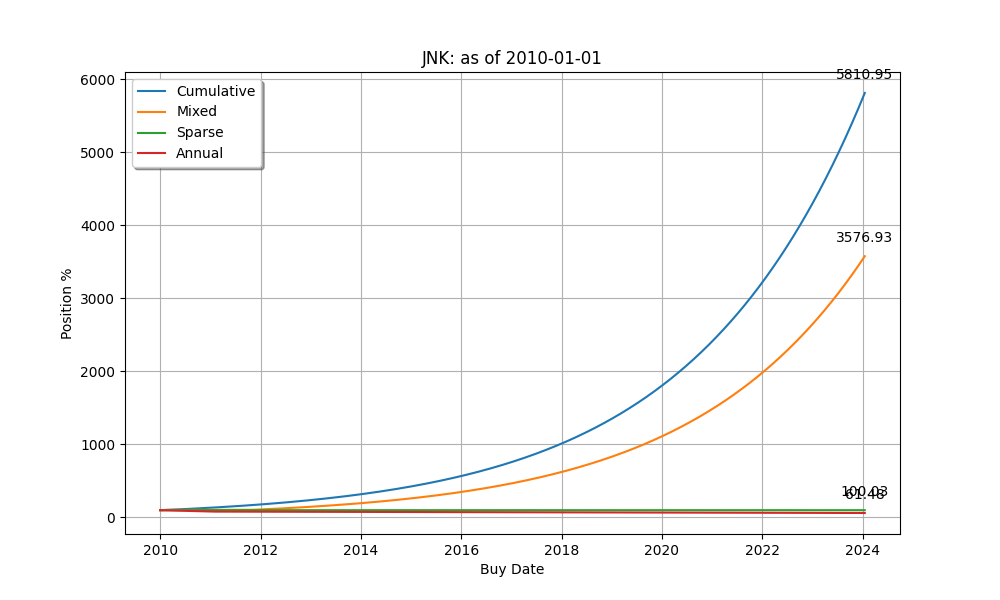 JNK: as of 2010-01-01
Cumulative
Mixed
Sparse
Annual
5810.95
3576.93
100.03
61.48
Position %
6000
5000
4000
3000
2000
1000
0
2010 2012 2014 2016 2018 2020 2022 2024
Buy Date